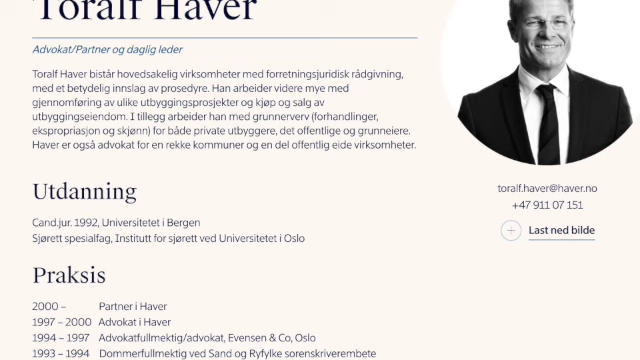 Toralf Haver
Advokat/Partner og daglig leder
Toralf Haver bistår hovedsakelig virksomheter med forretningsjuridisk rådgivning,
med et betydelig innslag av prosedyre. Han arbeider videre mye med
gjennomføring av ulike utbyggingsprosjekter og kjøp og salg av
utbyggingseiendom. I tillegg arbeider han med grunnerverv (forhandlinger,
ekspropriasjon og skjønn) for både private utbyggere, det offentlige og grunneiere.
Haver er også advokat for en rekke kommuner og en del offentlig eide virksomheter.
toralf.haver@haver.no
+47 911 07 151
Last ned bilde
Utdanning
Cand.jur. 1992, Universitetet i Bergen
Sjørett spesialfag, Institutt for sjørett ved Universitetet i Oslo
Praksis
2000 – Partner i Haver
1997 – 2000 Advokat i Haver
1994 – 1997 Advokatfullmektig/advokat, Evensen & Co, Oslo
1993 – 1994 Dommerfullmektig ved Sand og Ryfylke sorenskriverembete